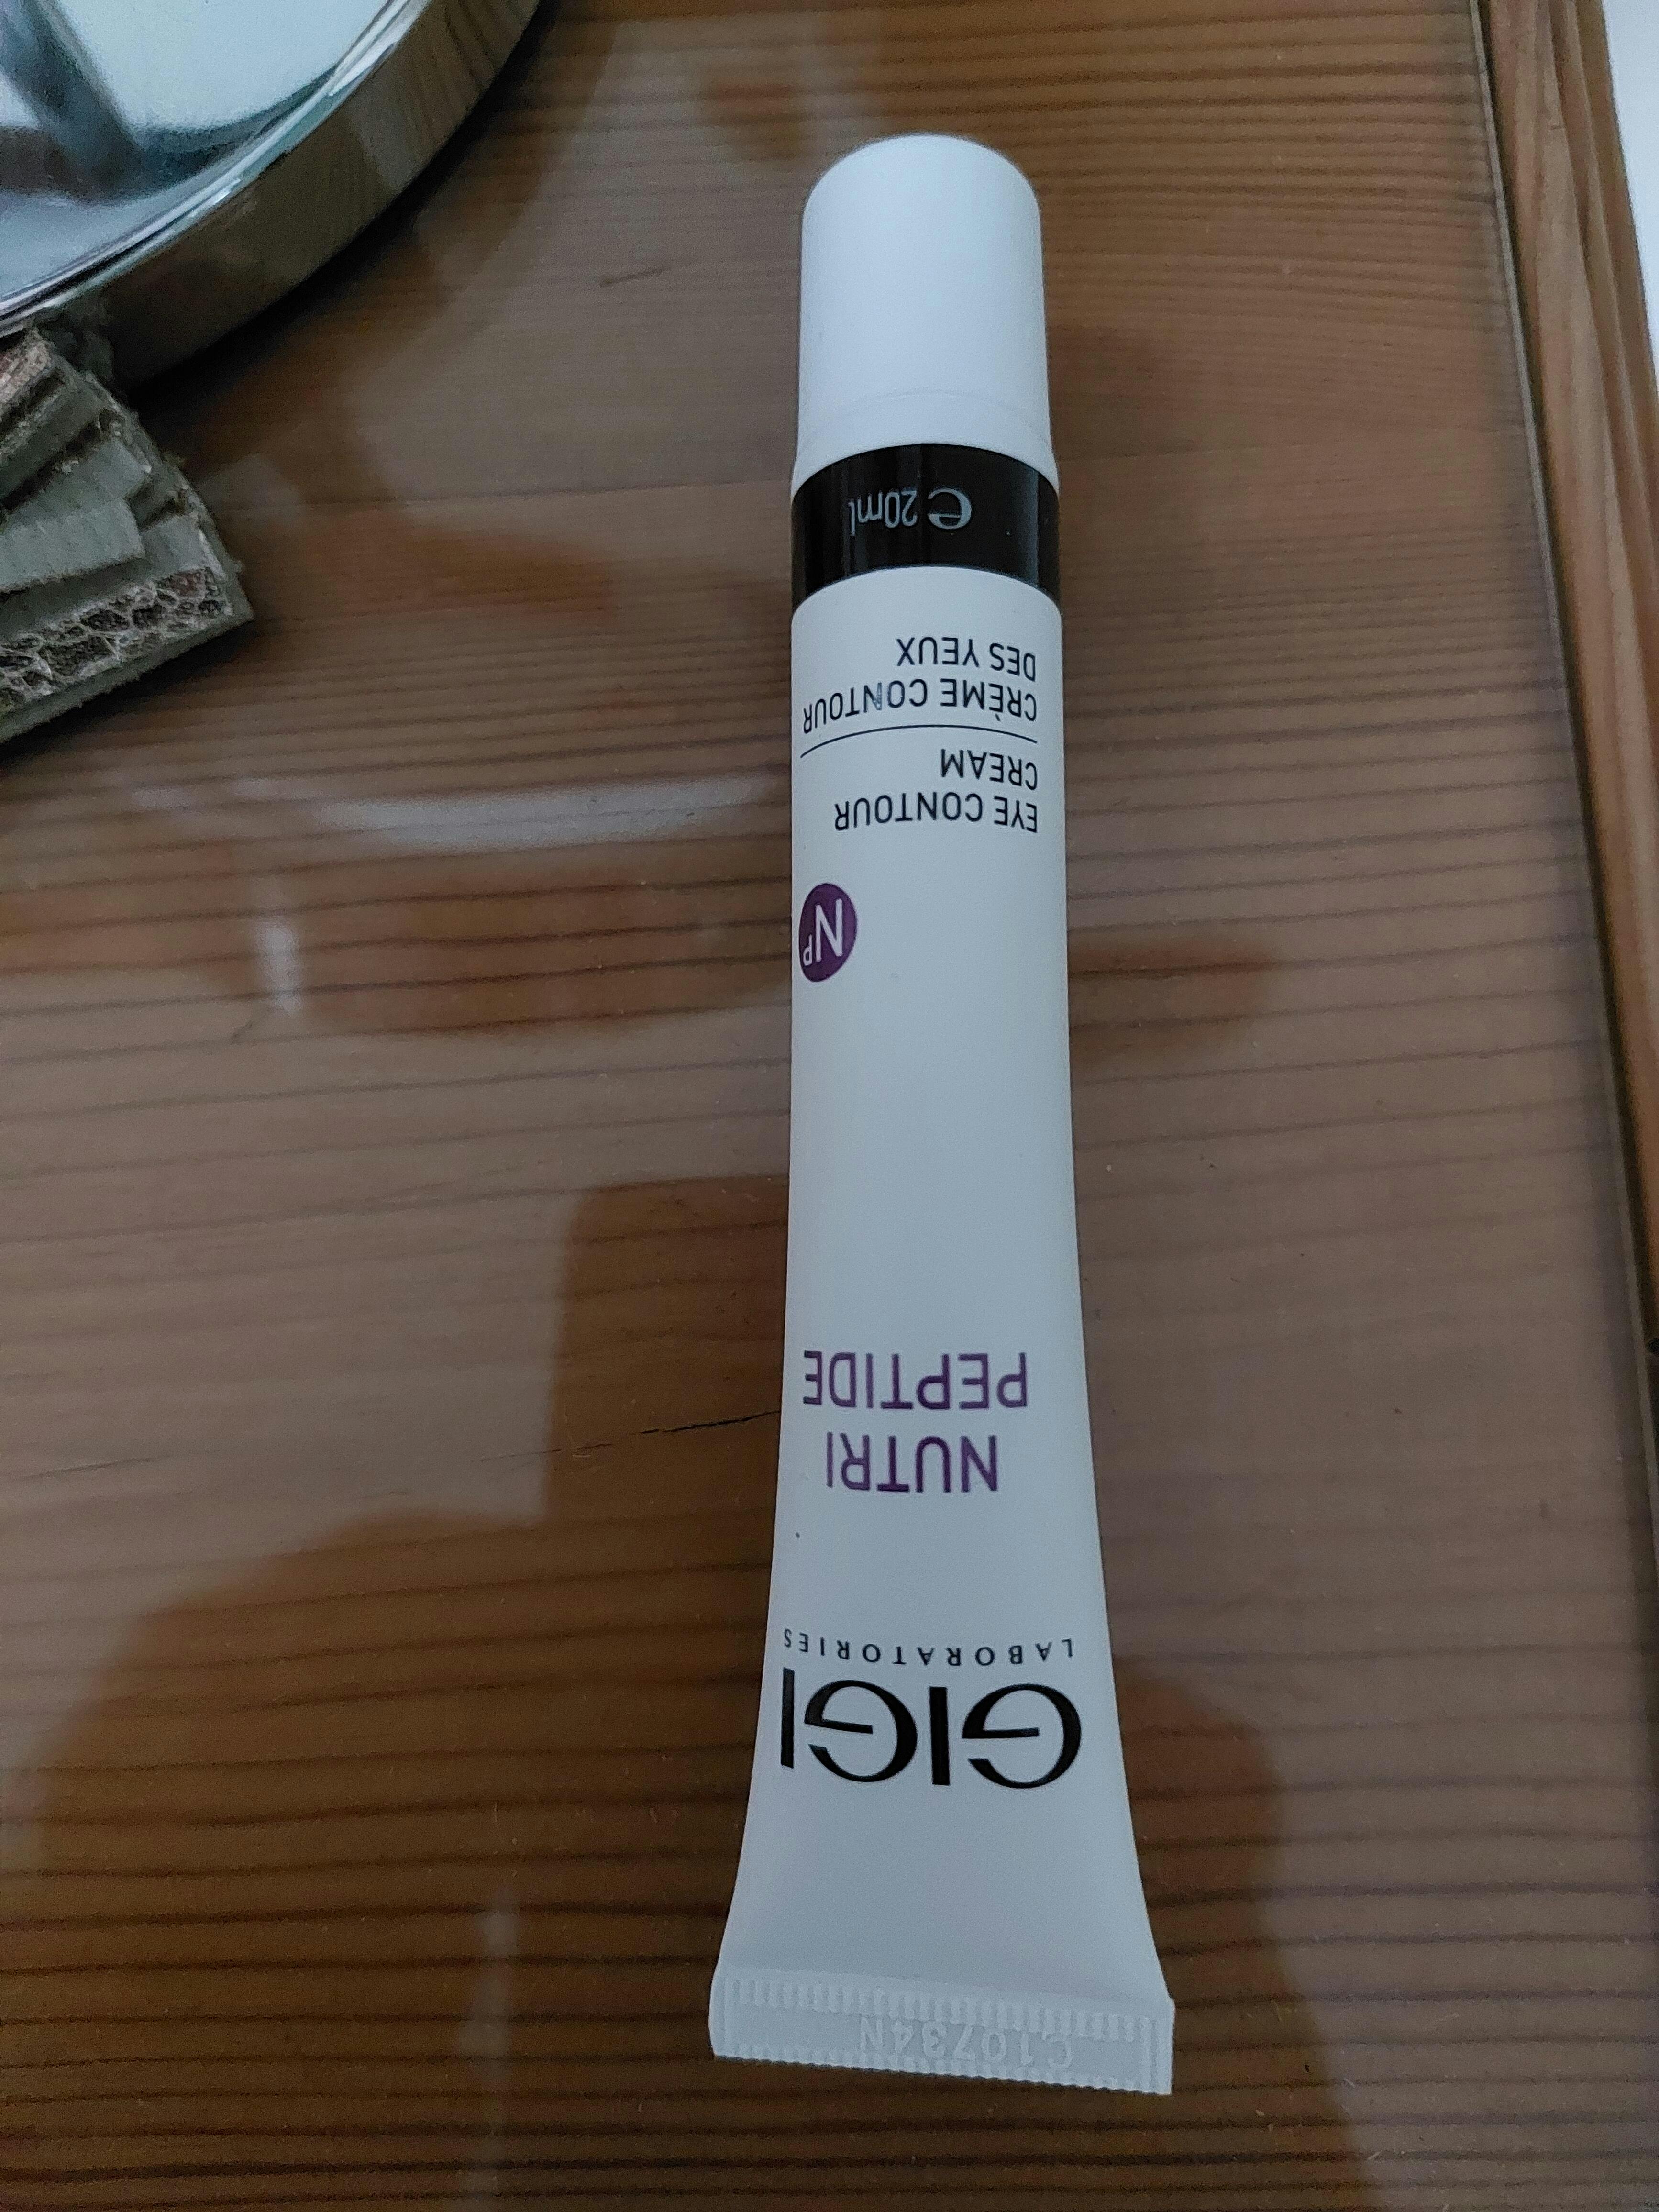 GIGI
LABORATORIES
NUTRI
PEPTIDE
NP
EYE CONTOUR
CREAM
CRÈME CONTOUR
DES YEUX
e 20ml
C10734N